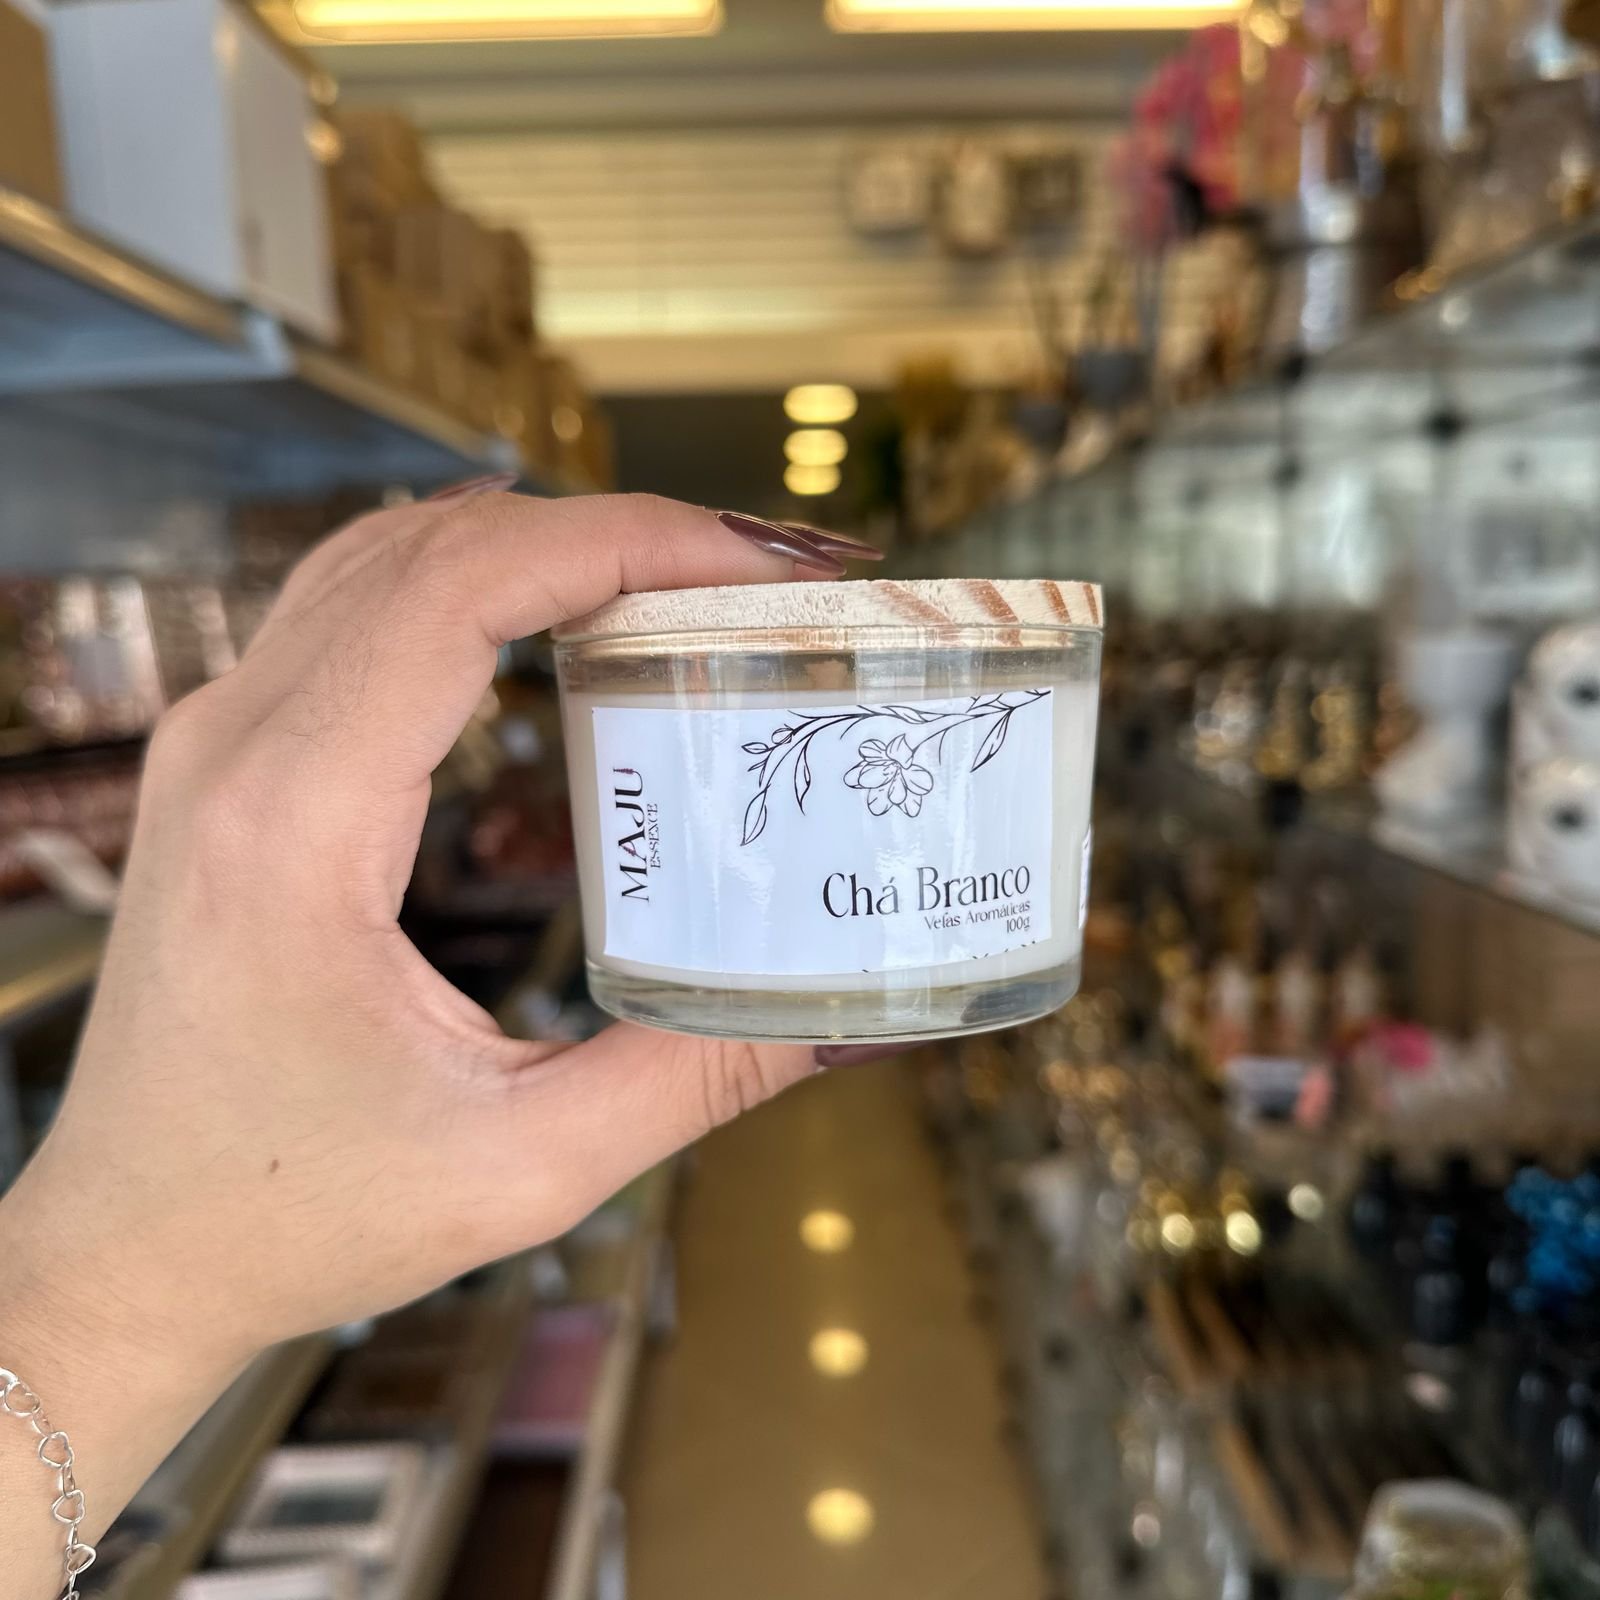 MAJU
ESSENCE
Chá Branco
Velas Aromáticas
100g